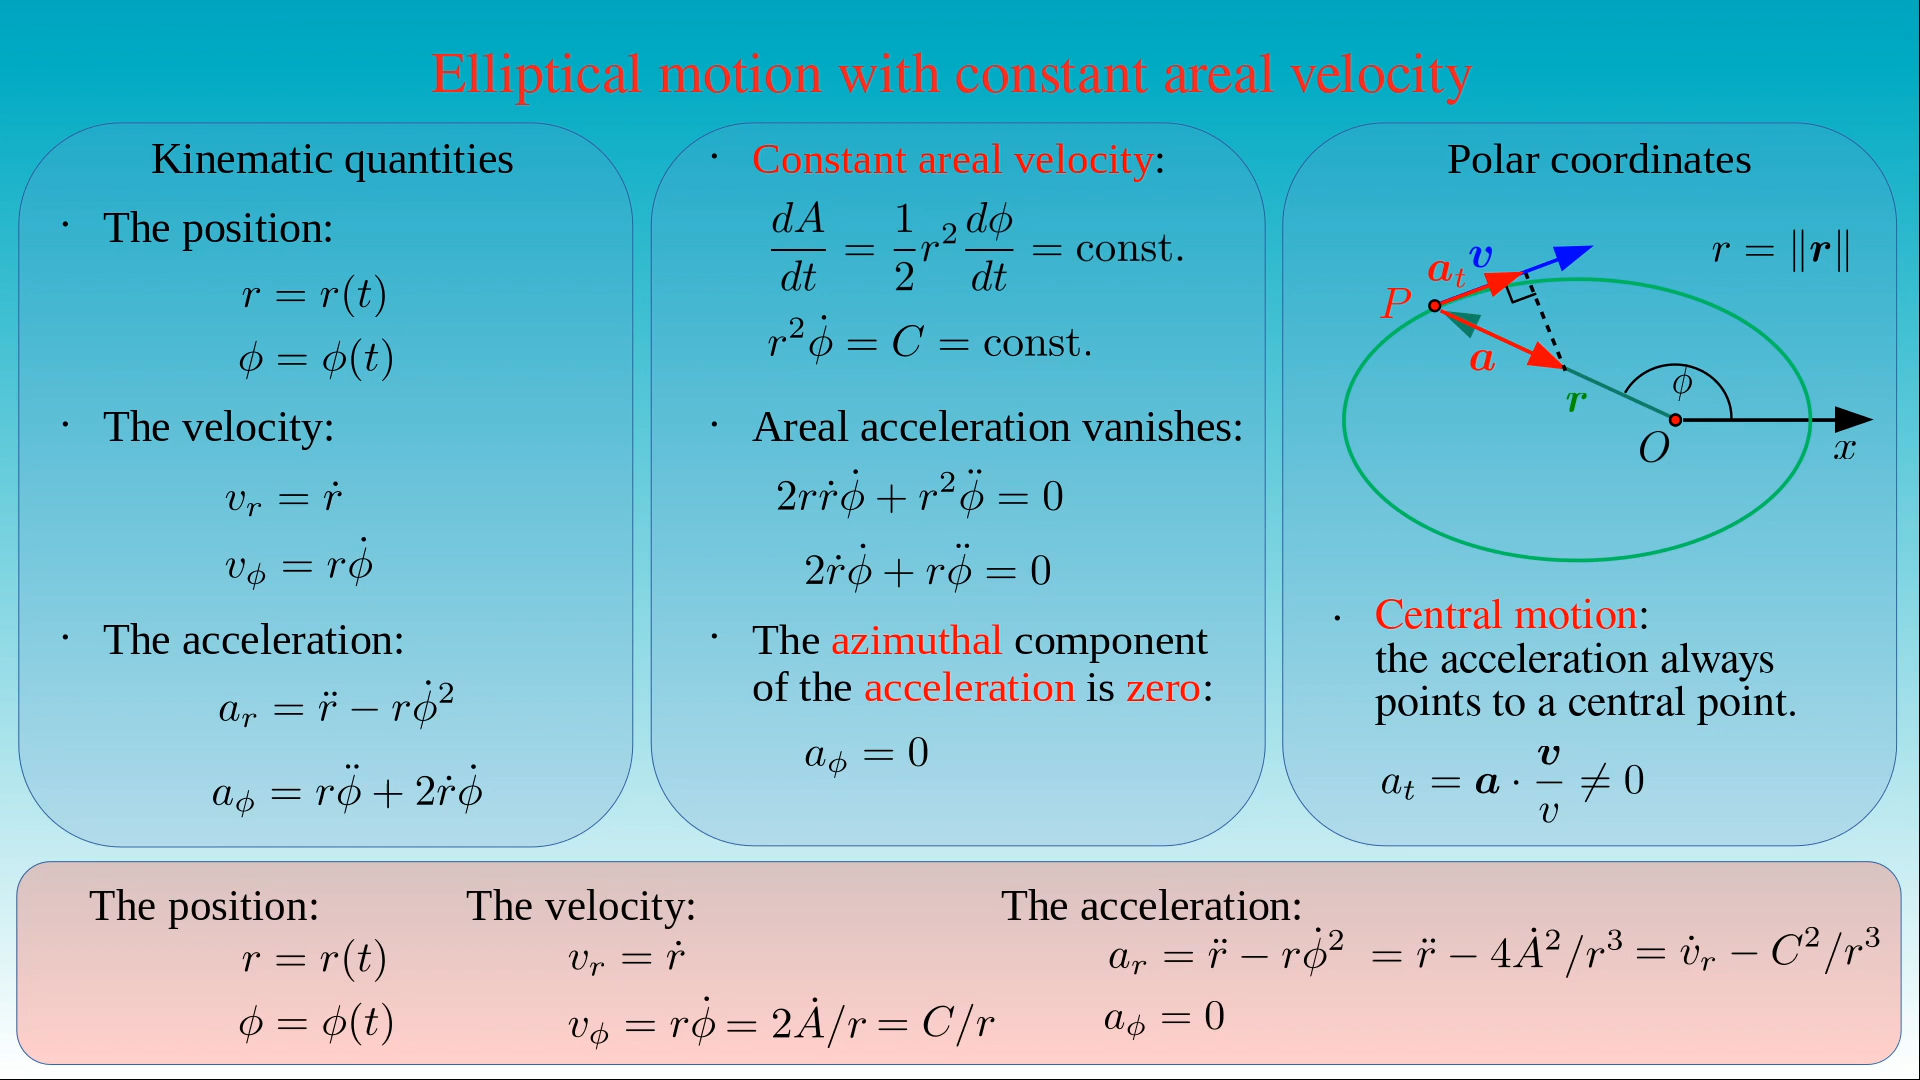 Elliptical motion with constant areal velocity
Kinematic quantities
· The position:
r = r(t)
ϕ = ϕ(t)
· The velocity:
v_r = ṙ
v_ϕ = rϕ̇
· The acceleration:
a_r = r̈ − rϕ̇²
a_ϕ = rϕ̈ + 2ṙϕ̇
· Constant areal velocity:
dA/dt = 1/2 r² dϕ/dt = const.
r²ϕ̇ = C = const.
· Areal acceleration vanishes:
2rṙϕ̇ + r²ϕ̈ = 0
2ṙϕ̇ + rϕ̈ = 0
· The azimuthal component
of the acceleration is zero:
a_ϕ = 0
Polar coordinates
r = ‖r‖
v
a_t
P
a
ϕ
r
O
x
· Central motion:
the acceleration always
points to a central point.
a_t = a · v/v ≠ 0
The position:
r = r(t)
ϕ = ϕ(t)
The velocity:
v_r = ṙ
v_ϕ = rϕ̇ = 2Ȧ/r = C/r
The acceleration:
a_r = r̈ − rϕ̇² = r̈ − 4Ȧ²/r³ = v̇_r − C²/r³
a_ϕ = 0